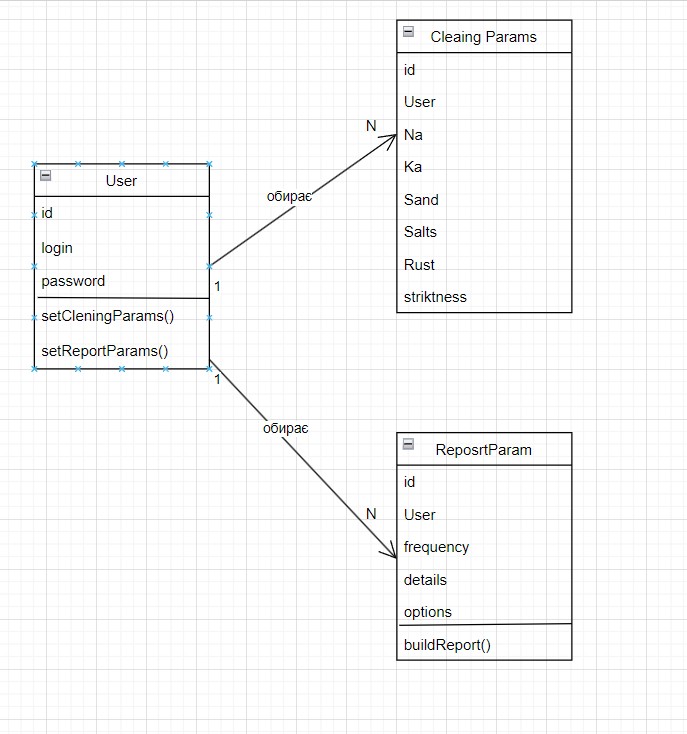 User
id
login
password
setCleningParams()
setReportParams()
1
1
обирає
N
обирає
N
Cleaing Params
id
User
Na
Ka
Sand
Salts
Rust
striktness
ReposrtParam
id
User
frequency
details
options
buildReport()